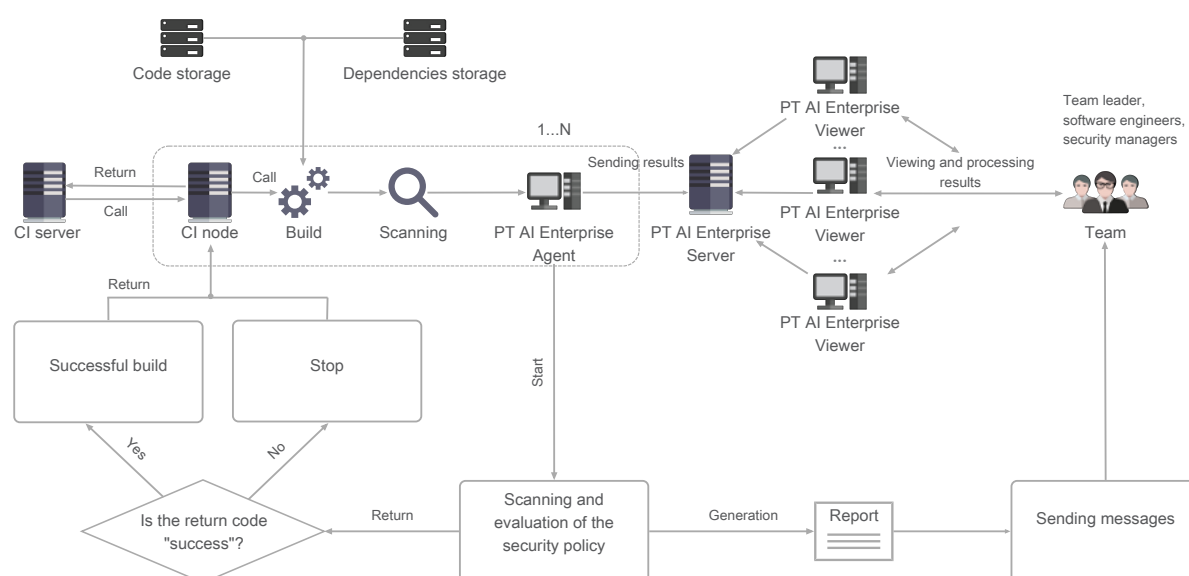 Code storage
Dependencies storage
1...N
Team leader,
software engineers,
security managers
PT AI Enterprise
Viewer
...
Return
Call
Call
Sending results
Viewing and processing
results
CI server
CI node
Build
Scanning
PT AI Enterprise
Agent
PT AI Enterprise
Server
PT AI Enterprise
Viewer
...
Team
PT AI Enterprise
Viewer
Return
Successful build
Stop
Start
Yes
No
Is the return code
"success"?
Return
Scanning and
evaluation of the
security policy
Generation
Report
Sending messages